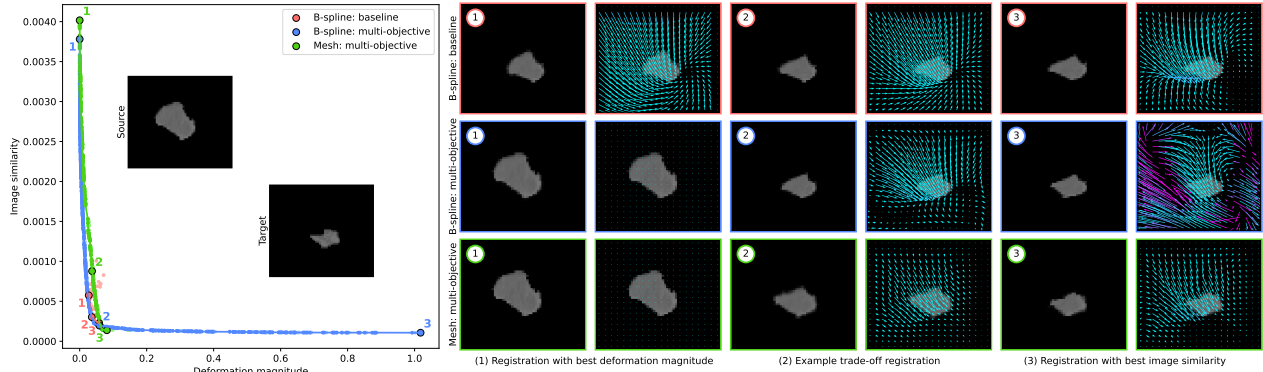 0.0040
0.0035
0.0030
0.0025
0.0020
0.0015
0.0010
0.0005
0.0000
Image similarity
0.0
0.2
0.4
0.6
0.8
1.0
Deformation magnitude
B-spline: baseline
B-spline: multi-objective
Mesh: multi-objective
Source
Target
1
1
2
1
2
2
3
3
3
B-spline: baseline
1
2
3
B-spline: multi-objective
1
2
3
Mesh: multi-objective
1
2
3
(1) Registration with best deformation magnitude
(2) Example trade-off registration
(3) Registration with best image similarity